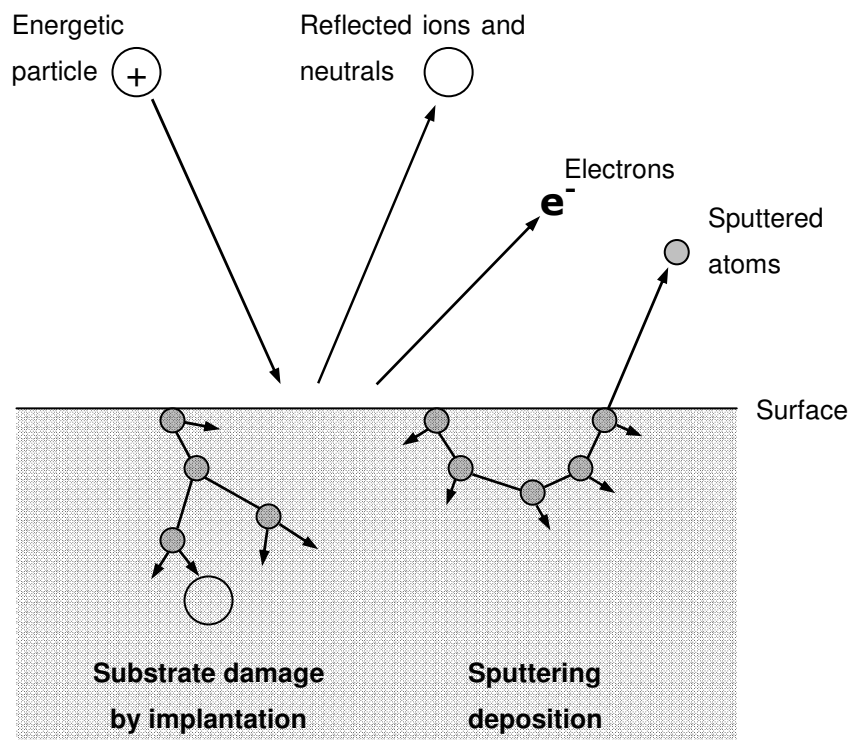 Energetic
particle
+
Reflected ions and
neutrals
Electrons
e-
Sputtered
atoms
Surface
Substrate damage
by implantation
Sputtering
deposition